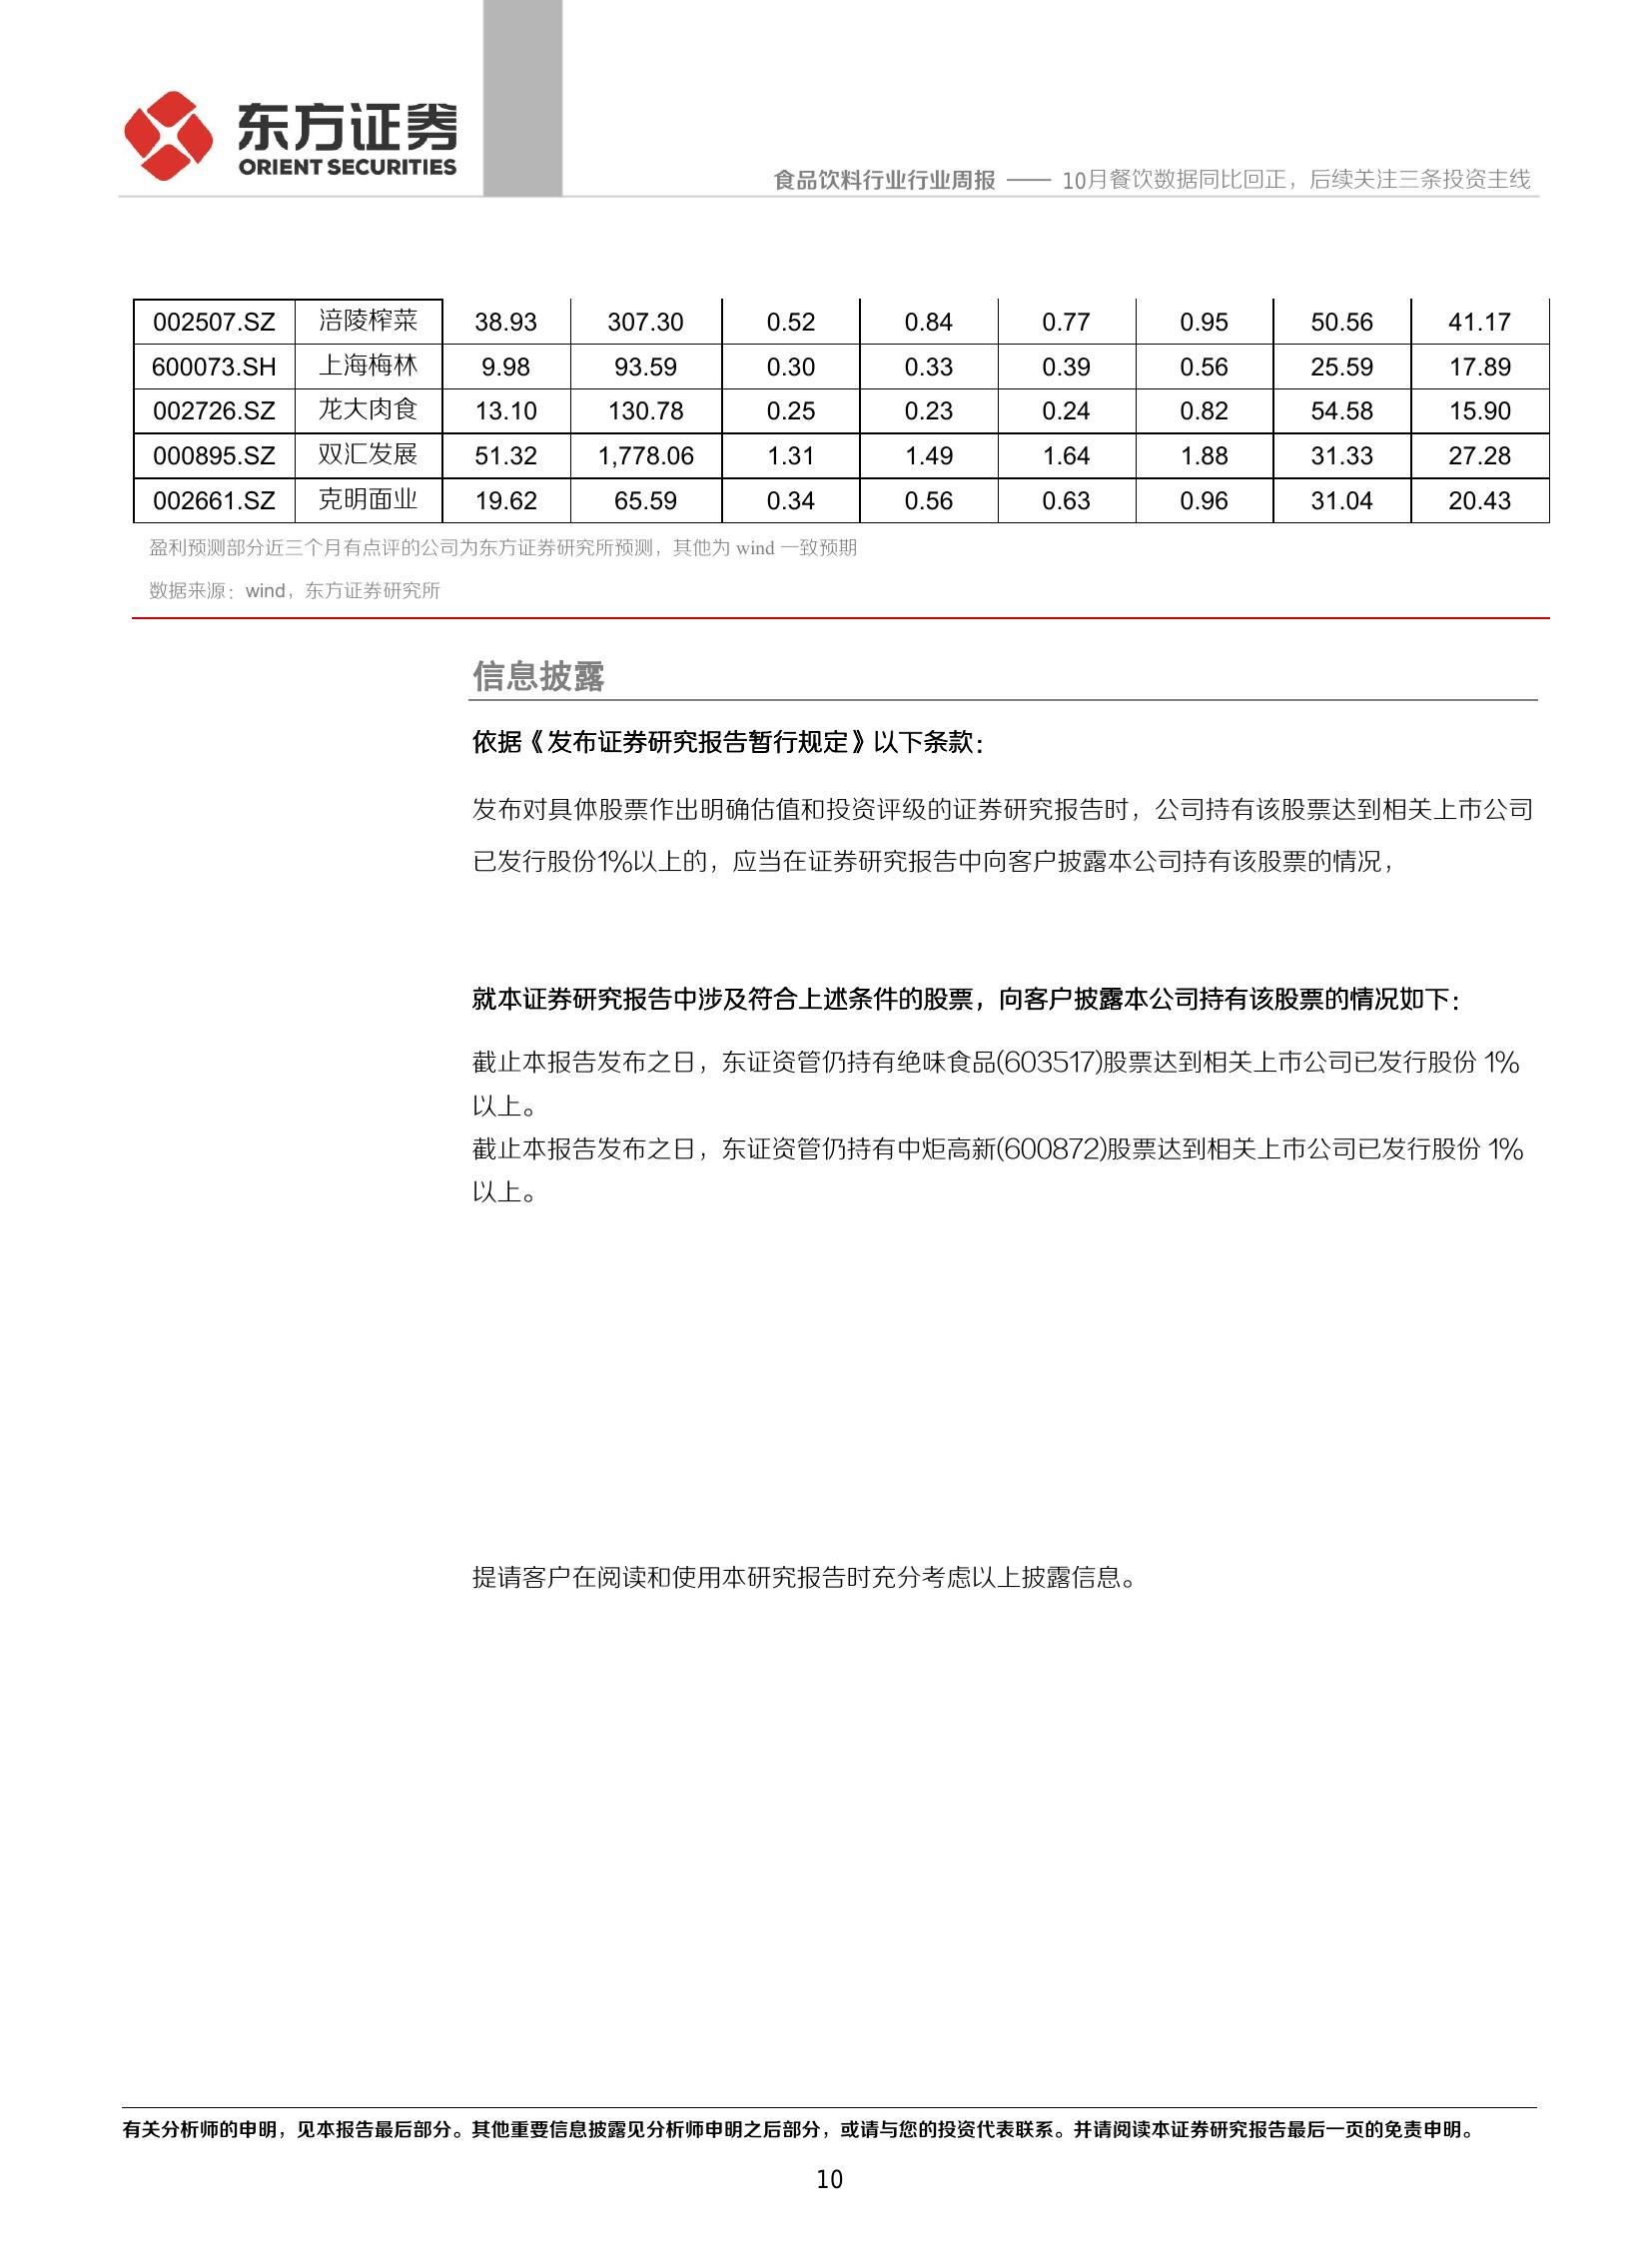 东方证券
ORIENT SECURITIES
食品饮料行业行业周报 —— 10月餐饮数据同比回正，后续关注三条投资主线
002507.SZ 涪陵榨菜 38.93 307.30 0.52 0.84 0.77 0.95 50.56 41.17
600073.SH 上海梅林 9.98 93.59 0.30 0.33 0.39 0.56 25.59 17.89
002726.SZ 龙大肉食 13.10 130.78 0.25 0.23 0.24 0.82 54.58 15.90
000895.SZ 双汇发展 51.32 1,778.06 1.31 1.49 1.64 1.88 31.33 27.28
002661.SZ 克明面业 19.62 65.59 0.34 0.56 0.63 0.96 31.04 20.43
盈利预测部分近三个月有点评的公司为东方证券研究所预测，其他为 wind 一致预期
数据来源：wind，东方证券研究所
信息披露
依据《发布证券研究报告暂行规定》以下条款：
发布对具体股票作出明确估值和投资评级的证券研究报告时，公司持有该股票达到相关上市公司
已发行股份1%以上的，应当在证券研究报告中向客户披露本公司持有该股票的情况，
就本证券研究报告中涉及符合上述条件的股票，向客户披露本公司持有该股票的情况如下：
截止本报告发布之日，东证资管仍持有绝味食品(603517)股票达到相关上市公司已发行股份 1%
以上。
截止本报告发布之日，东证资管仍持有中炬高新(600872)股票达到相关上市公司已发行股份 1%
以上。
提请客户在阅读和使用本研究报告时充分考虑以上披露信息。
有关分析师的申明，见本报告最后部分。其他重要信息披露见分析师申明之后部分，或请与您的投资代表联系。并请阅读本证券研究报告最后一页的免责申明。
10